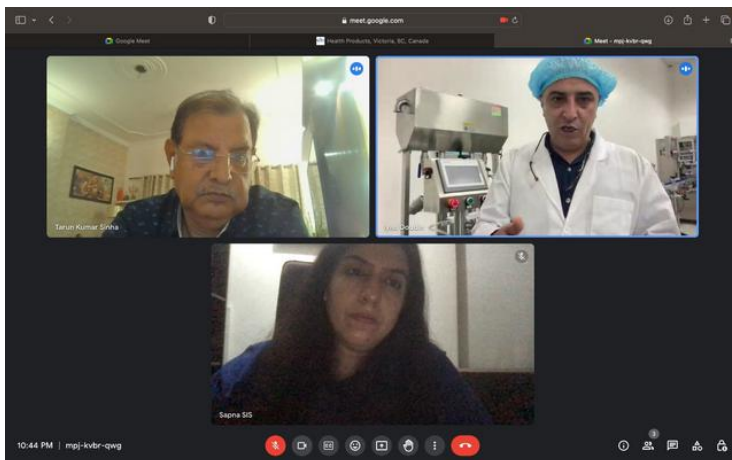 meet.google.com
Google Meet
Health Products, Victoria, BC, Canada
Meet - mpj-kvbr-qwg
Tarun Kumar Sinha
Sapna SIS
3
10:44 PM | mpj-kvbr-qwg